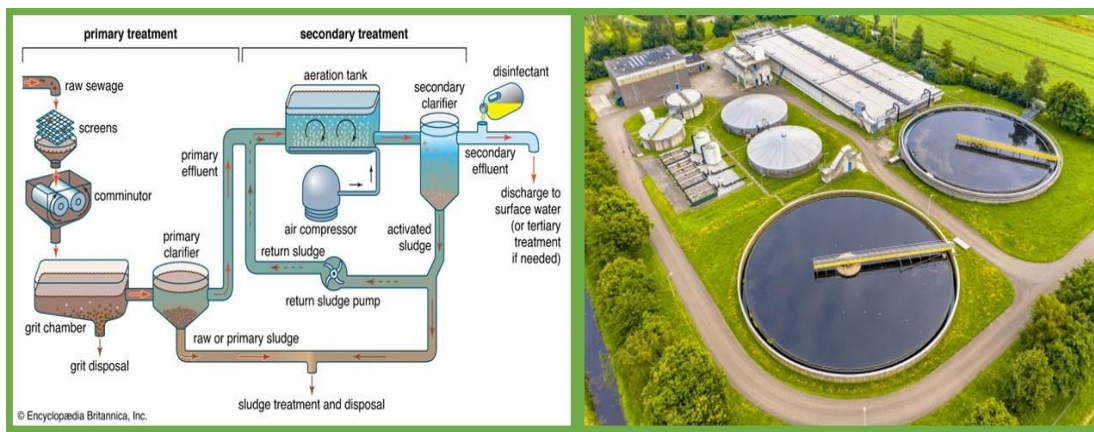 primary treatment
secondary treatment
raw sewage
screens
comminutor
grit chamber
grit disposal
primary
clarifier
primary
effluent
raw or primary sludge
aeration tank
air compressor
return sludge
return sludge pump
secondary
clarifier
activated
sludge
disinfectant
secondary
effluent
discharge to
surface water
(or tertiary
treatment
if needed)
sludge treatment and disposal
© Encyclopædia Britannica, Inc.